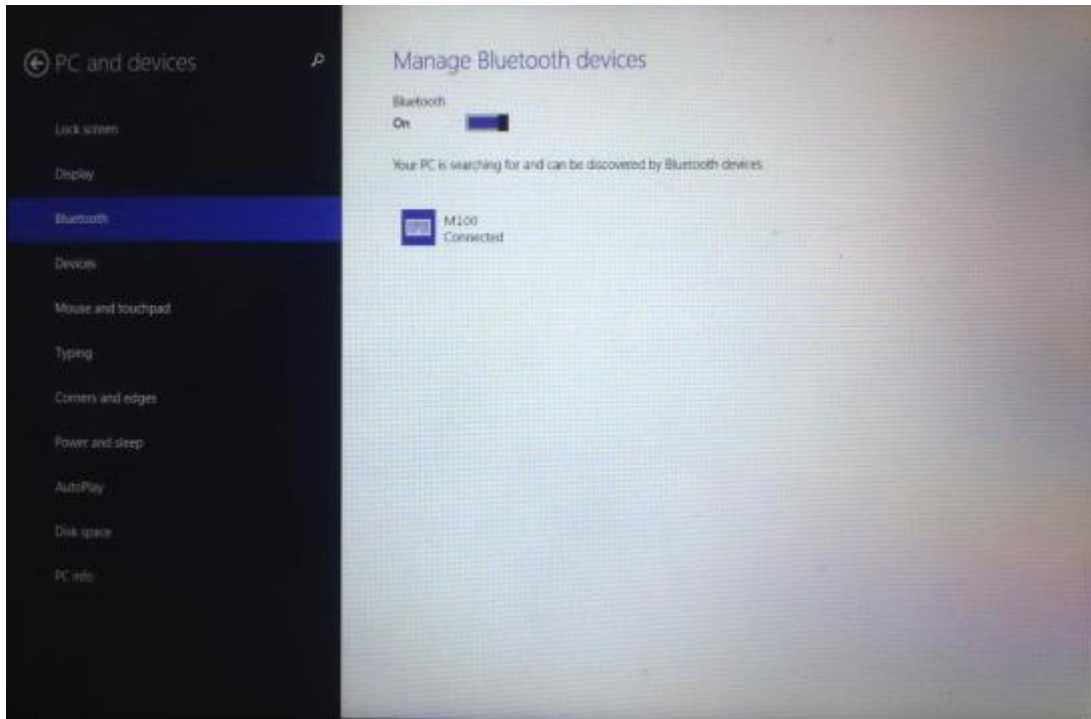 PC and devices
Lock screen
Display
Bluetooth
Devices
Mouse and touchpad
Typing
Corners and edges
Power and sleep
AutoPlay
Disk space
PC info
Manage Bluetooth devices
Bluetooth
On
Your PC is searching for and can be discovered by Bluetooth devices
M100
Connected